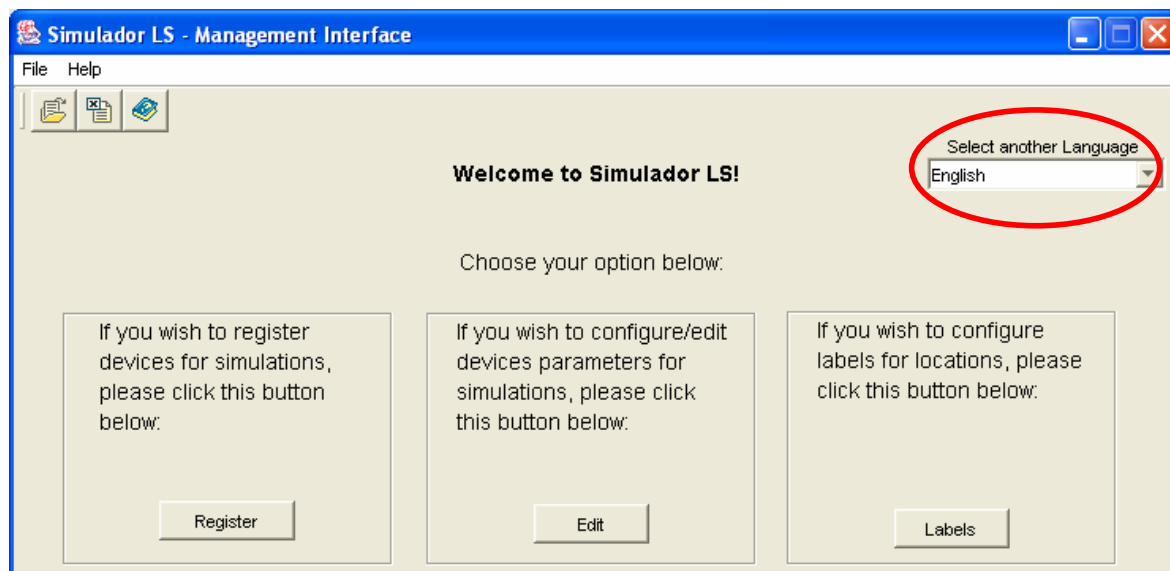 Simulador LS - Management Interface
File Help
Select another Language
English
Welcome to Simulador LS!
Choose your option below:
If you wish to register
devices for simulations,
please click this button
below:
Register
If you wish to configure/edit
devices parameters for
simulations, please click
this button below:
Edit
If you wish to configure
labels for locations, please
click this button below:
Labels